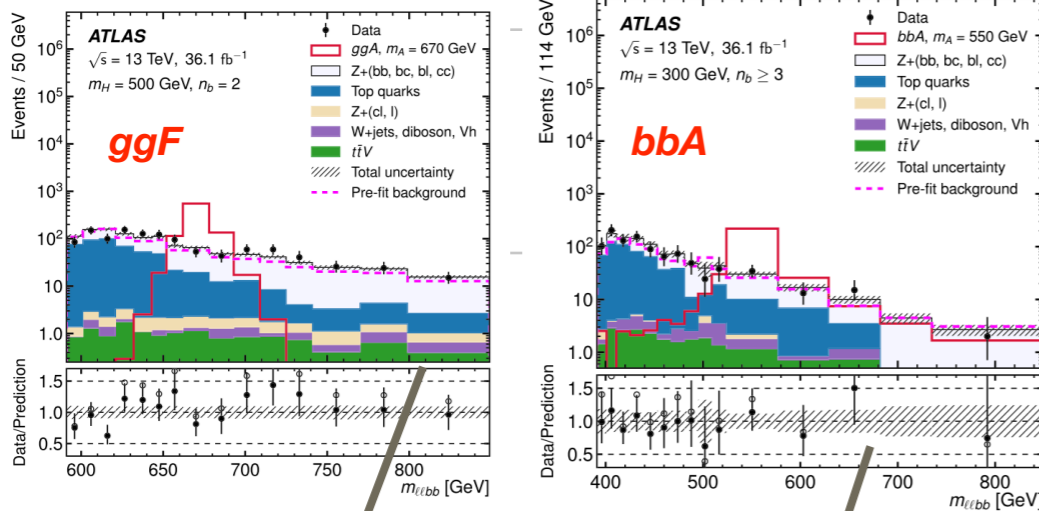 Events / 50 GeV
10⁶
10⁵
10⁴
10³
10²
10
1.0
ATLAS
√s = 13 TeV, 36.1 fb⁻¹
m_H = 500 GeV, n_b = 2
ggF
Data
ggA, m_A = 670 GeV
Z+(bb, bc, bl, cc)
Top quarks
Z+(cl, l)
W+jets, diboson, Vh
tt̄V
Total uncertainty
Pre-fit background
Data/Prediction
1.5
1.0
0.5
600 650 700 750 800
m_ℓℓbb [GeV]
Events / 114 GeV
10⁶
10⁵
10⁴
10³
10²
10
1.0
ATLAS
√s = 13 TeV, 36.1 fb⁻¹
m_H = 300 GeV, n_b ≥ 3
bbA
Data
bbA, m_A = 550 GeV
Z+(bb, bc, bl, cc)
Top quarks
Z+(cl, l)
W+jets, diboson, Vh
tt̄V
Total uncertainty
Pre-fit background
Data/Prediction
1.5
1.0
0.5
400 500 600 700 800
m_ℓℓbb [GeV]